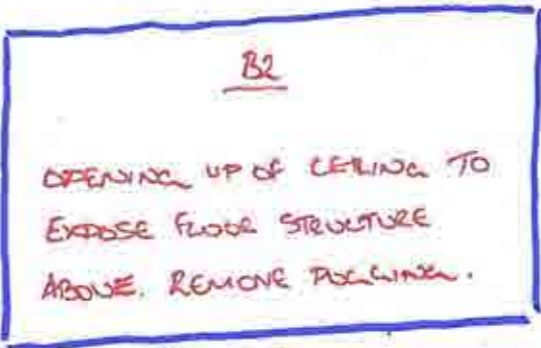 B2
OPENING UP OF CEILING TO
EXPOSE FLOOR STRUCTURE
ABOVE. REMOVE PUGGING.